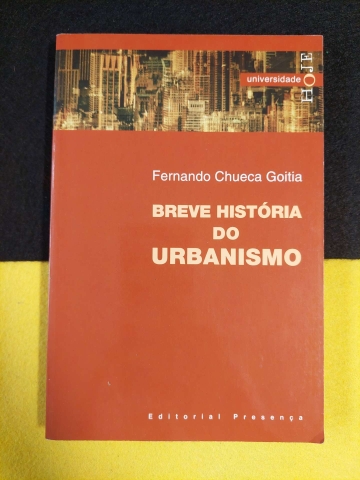 universidade
HOJE
Fernando Chueca Goitia
BREVE HISTÓRIA
DO
URBANISMO
Editorial Presença